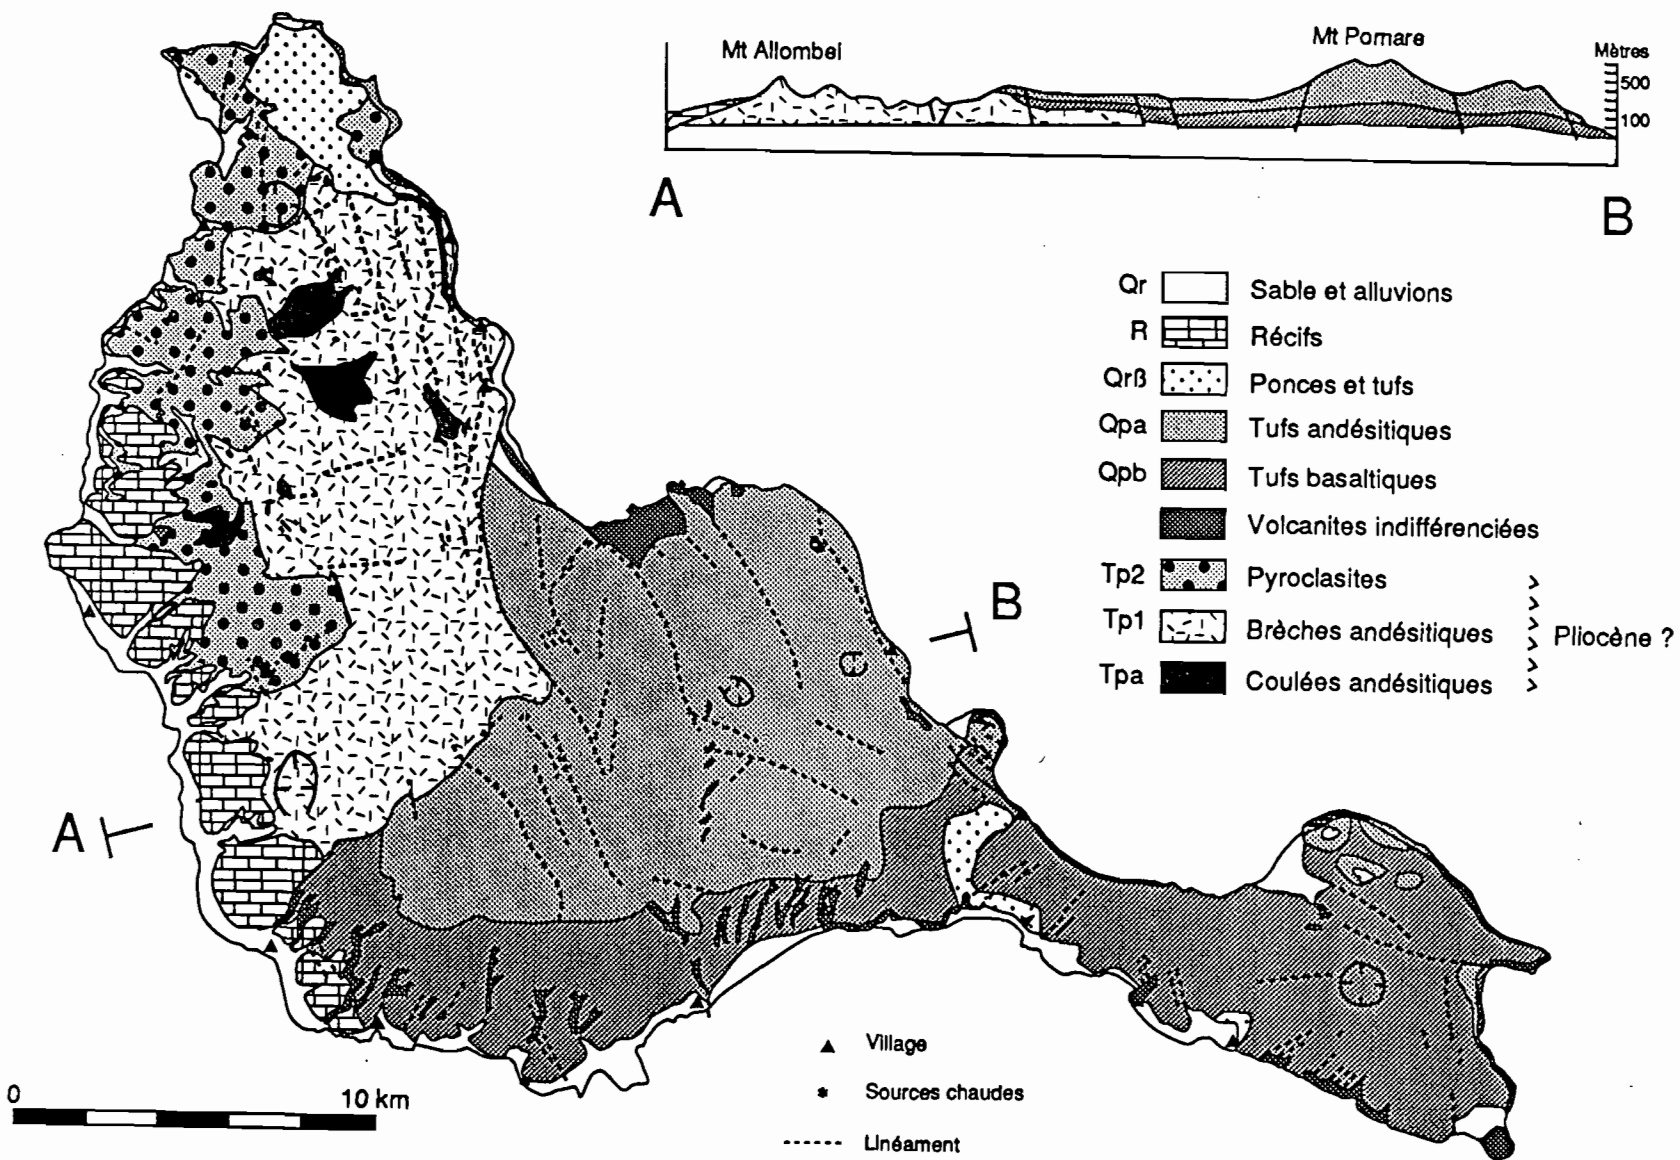 Mt Allombei
Mt Pomare
Mètres
500
100
A
B
Qr Sable et alluvions
R Récifs
Qrß Ponces et tufs
Qpa Tufs andésitiques
Qpb Tufs basaltiques
Volcanites indifférenciées
Tp2 Pyroclasites
Tp1 Brèches andésitiques
Pliocène ?
Tpa Coulées andésitiques
B
A
Village
Sources chaudes
Linéament
0 10 km